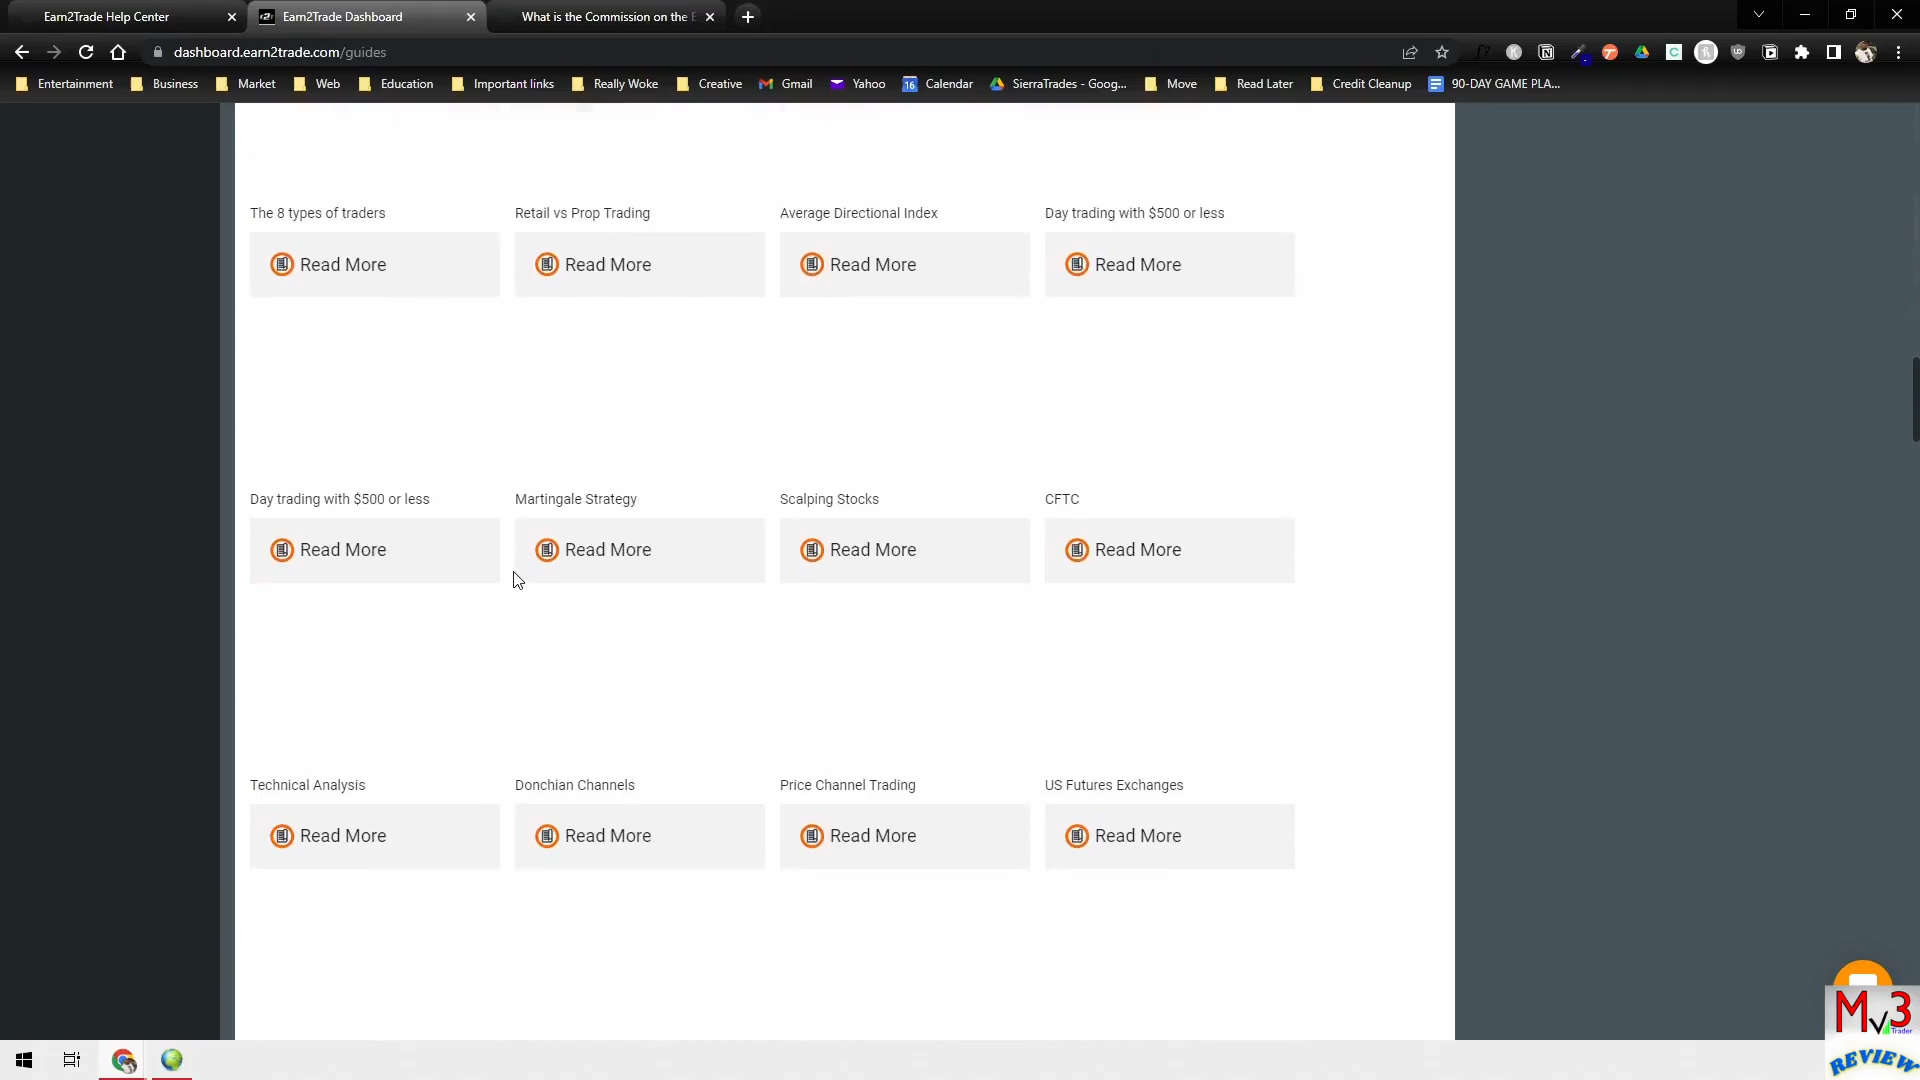 Earn2Trade Help Center
Earn2Trade Dashboard
What is the Commission on the E
dashboard.earn2trade.com/guides
Entertainment Business Market Web Education Important links Really Woke Creative Gmail Yahoo 16 Calendar SierraTrades - Goog... Move Read Later Credit Cleanup 90-DAY GAME PLA...
The 8 types of traders Retail vs Prop Trading Average Directional Index Day trading with $500 or less
Read More Read More Read More Read More
Day trading with $500 or less Martingale Strategy Scalping Stocks CFTC
Read More Read More Read More Read More
Technical Analysis Donchian Channels Price Channel Trading US Futures Exchanges
Read More Read More Read More Read More
Mv3
Trader
REVIEW